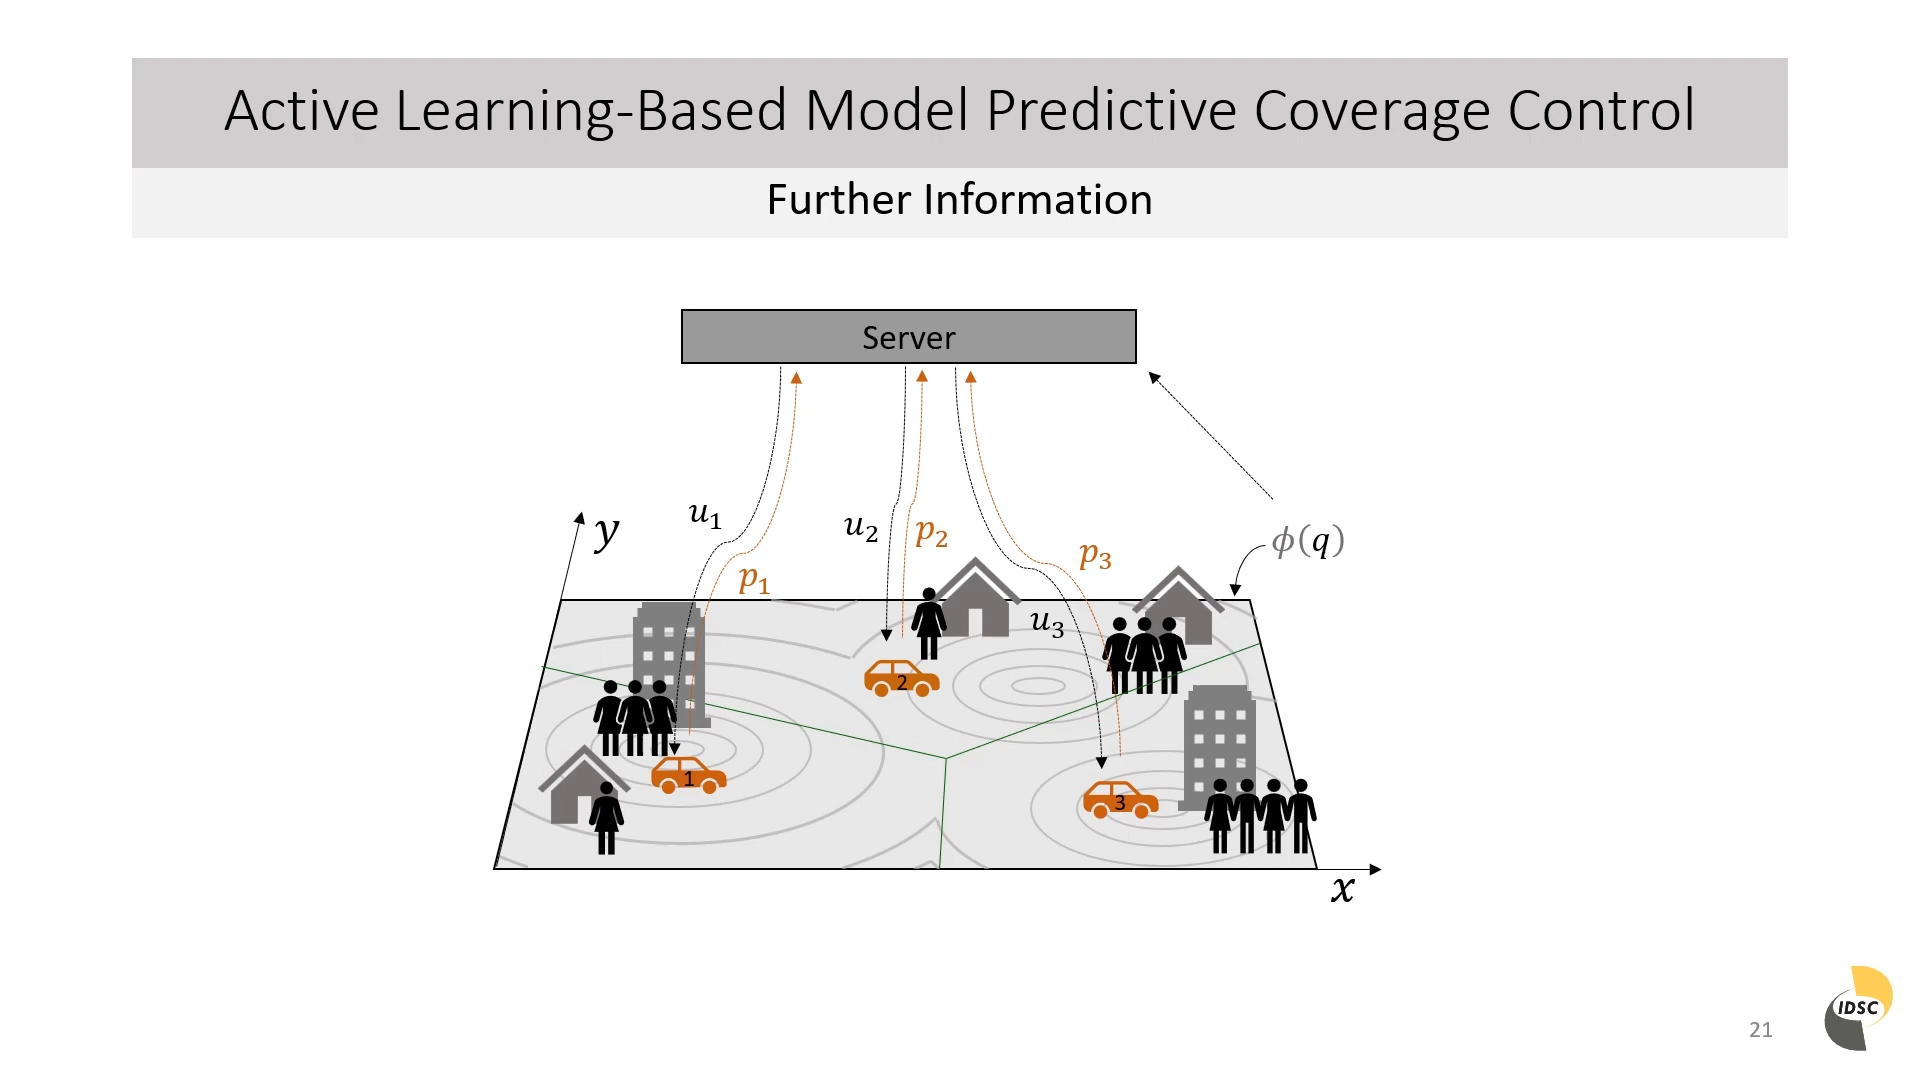 Active Learning-Based Model Predictive Coverage Control
Further Information
Server
u₁
u₂
p₂
y
p₃
ϕ(q)
p₁
u₃
2
1
3
x
IDSC
21